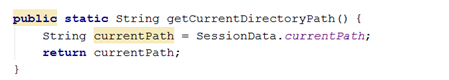 public static String getCurrentDirectoryPath() {
    String currentPath = SessionData.currentPath;
    return currentPath;
}